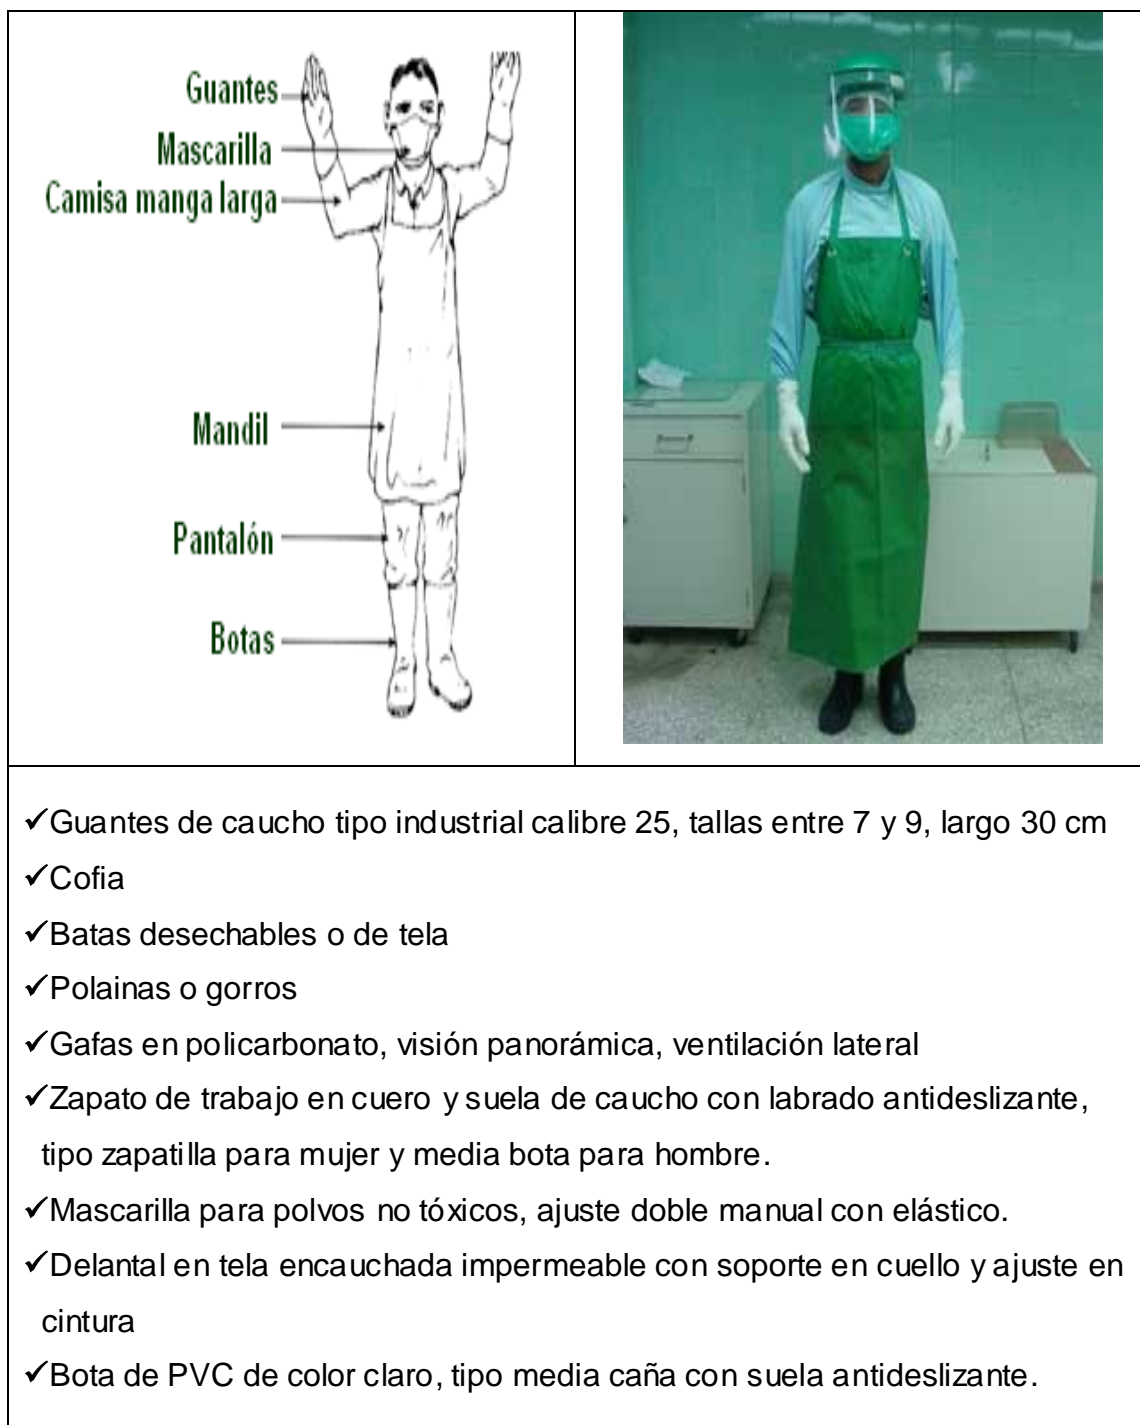 Guantes
Mascarilla
Camisa manga larga
Mandil
Pantalón
Botas
✓Guantes de caucho tipo industrial calibre 25, tallas entre 7 y 9, largo 30 cm
✓Cofia
✓Batas desechables o de tela
✓Polainas o gorros
✓Gafas en policarbonato, visión panorámica, ventilación lateral
✓Zapato de trabajo en cuero y suela de caucho con labrado antideslizante,
tipo zapatilla para mujer y media bota para hombre.
✓Mascarilla para polvos no tóxicos, ajuste doble manual con elástico.
✓Delantal en tela encauchada impermeable con soporte en cuello y ajuste en
cintura
✓Bota de PVC de color claro, tipo media caña con suela antideslizante.